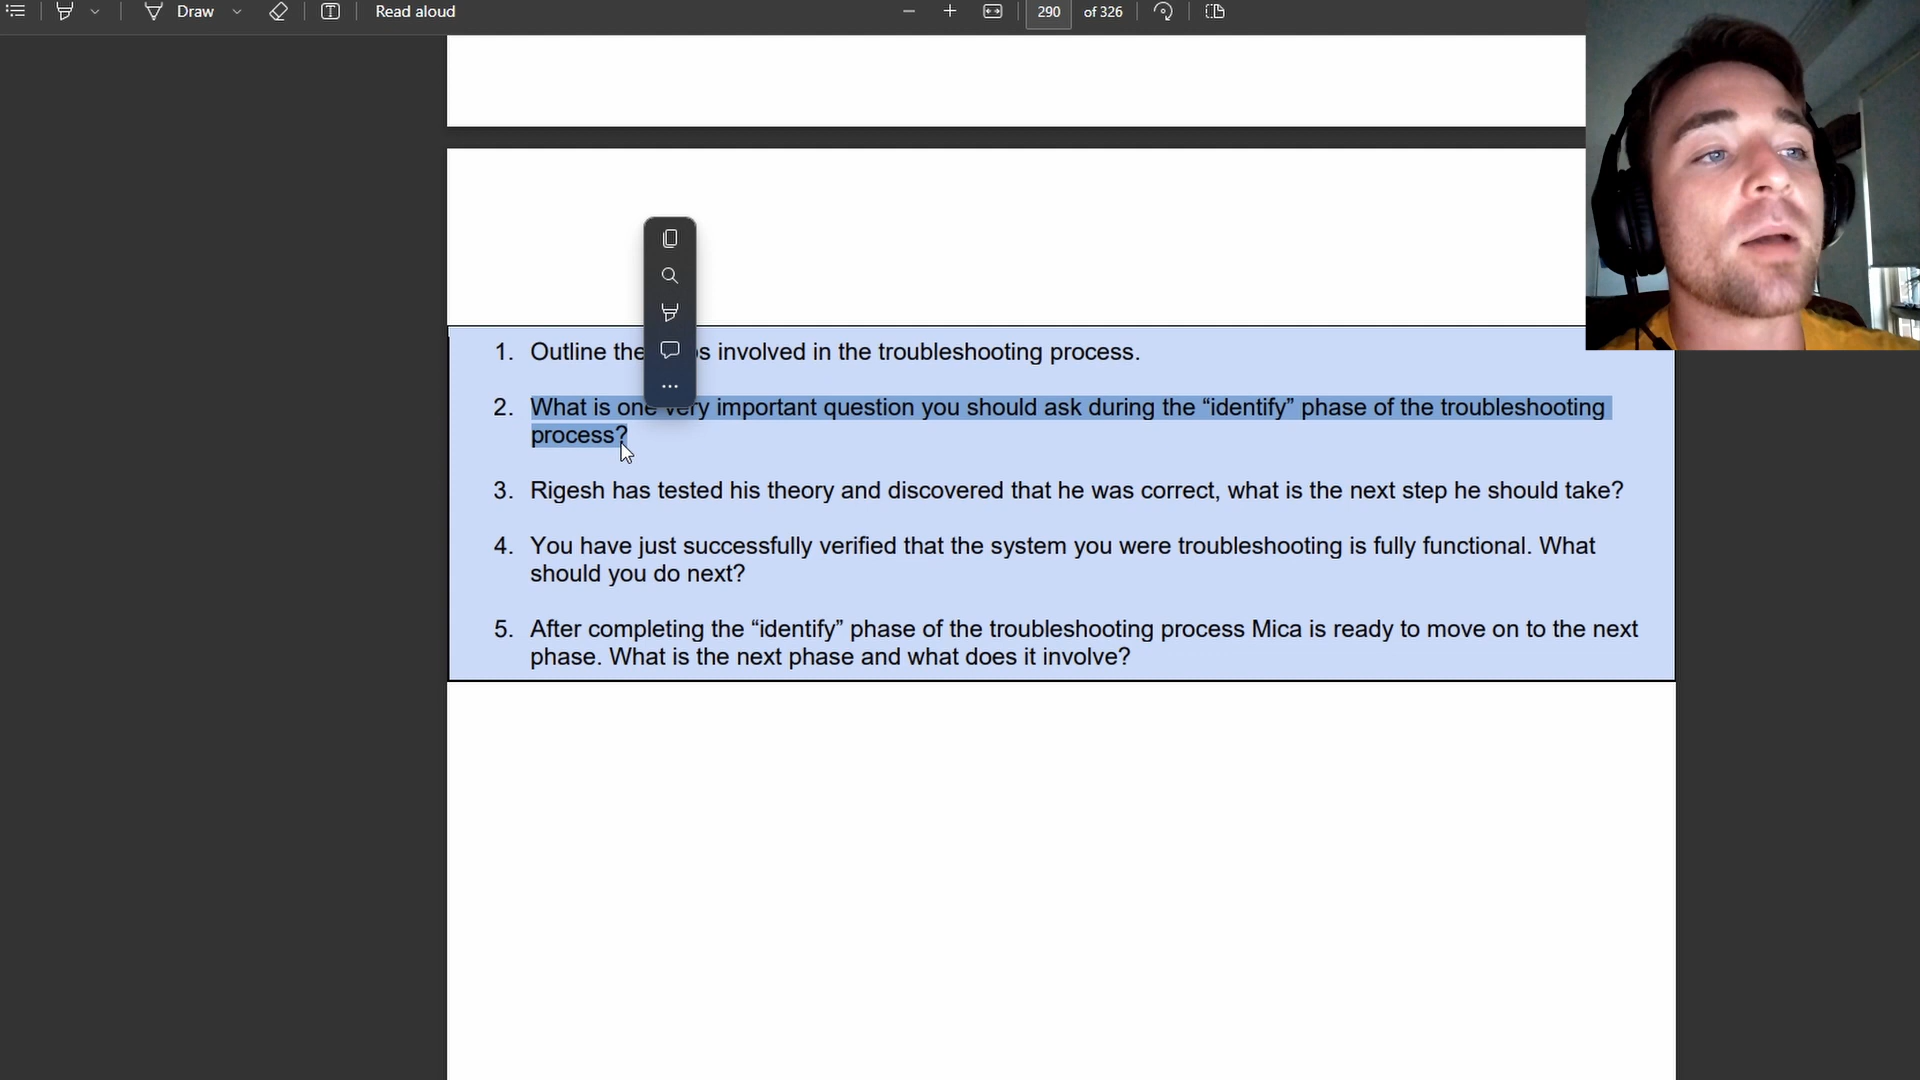 Draw
Read aloud
290 of 326
1. Outline the s involved in the troubleshooting process.
2. What is one very important question you should ask during the “identify” phase of the troubleshooting
process?
3. Rigesh has tested his theory and discovered that he was correct, what is the next step he should take?
4. You have just successfully verified that the system you were troubleshooting is fully functional. What
should you do next?
5. After completing the “identify” phase of the troubleshooting process Mica is ready to move on to the next
phase. What is the next phase and what does it involve?